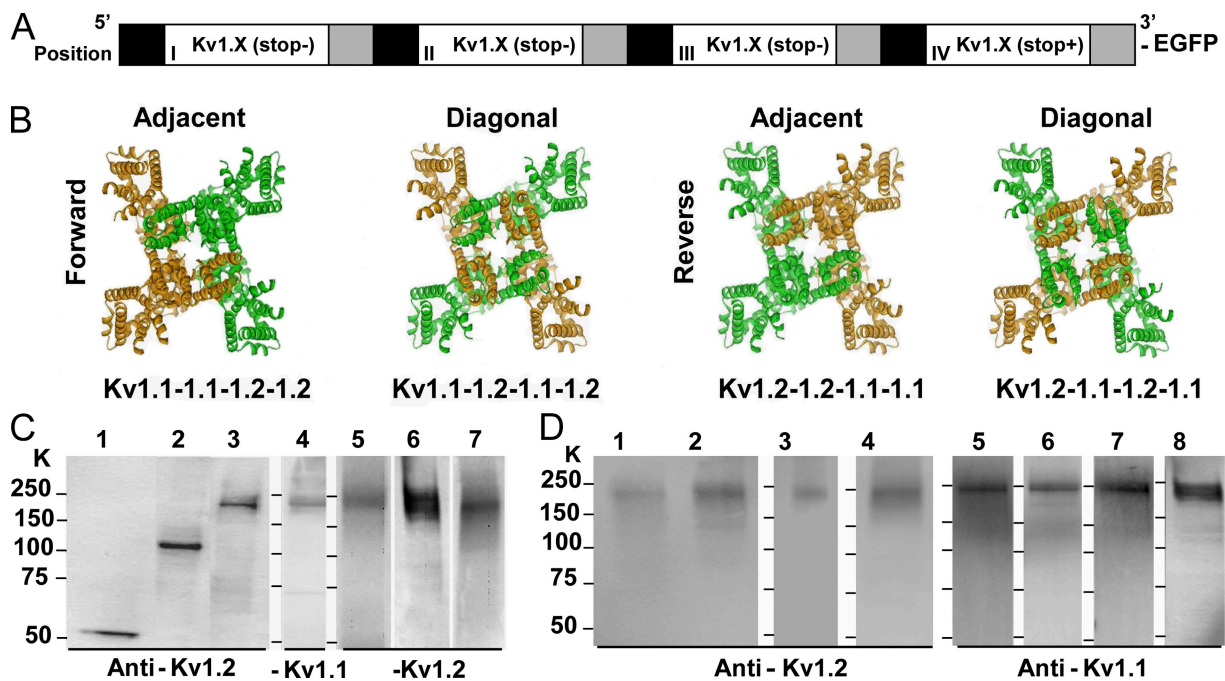 A
5' 3'
Position I Kv1.X (stop-) II Kv1.X (stop-) III Kv1.X (stop-) IV Kv1.X (stop+) - EGFP
B
Adjacent Diagonal Adjacent Diagonal
Forward Reverse
Kv1.1-1.1-1.2-1.2 Kv1.1-1.2-1.1-1.2 Kv1.2-1.2-1.1-1.1 Kv1.2-1.1-1.2-1.1
C 1 2 3 4 5 6 7
K
250
150
100
75
50
Anti - Kv1.2 - Kv1.1 -Kv1.2
D 1 2 3 4 5 6 7 8
K
250
150
100
75
50
Anti - Kv1.2 Anti - Kv1.1